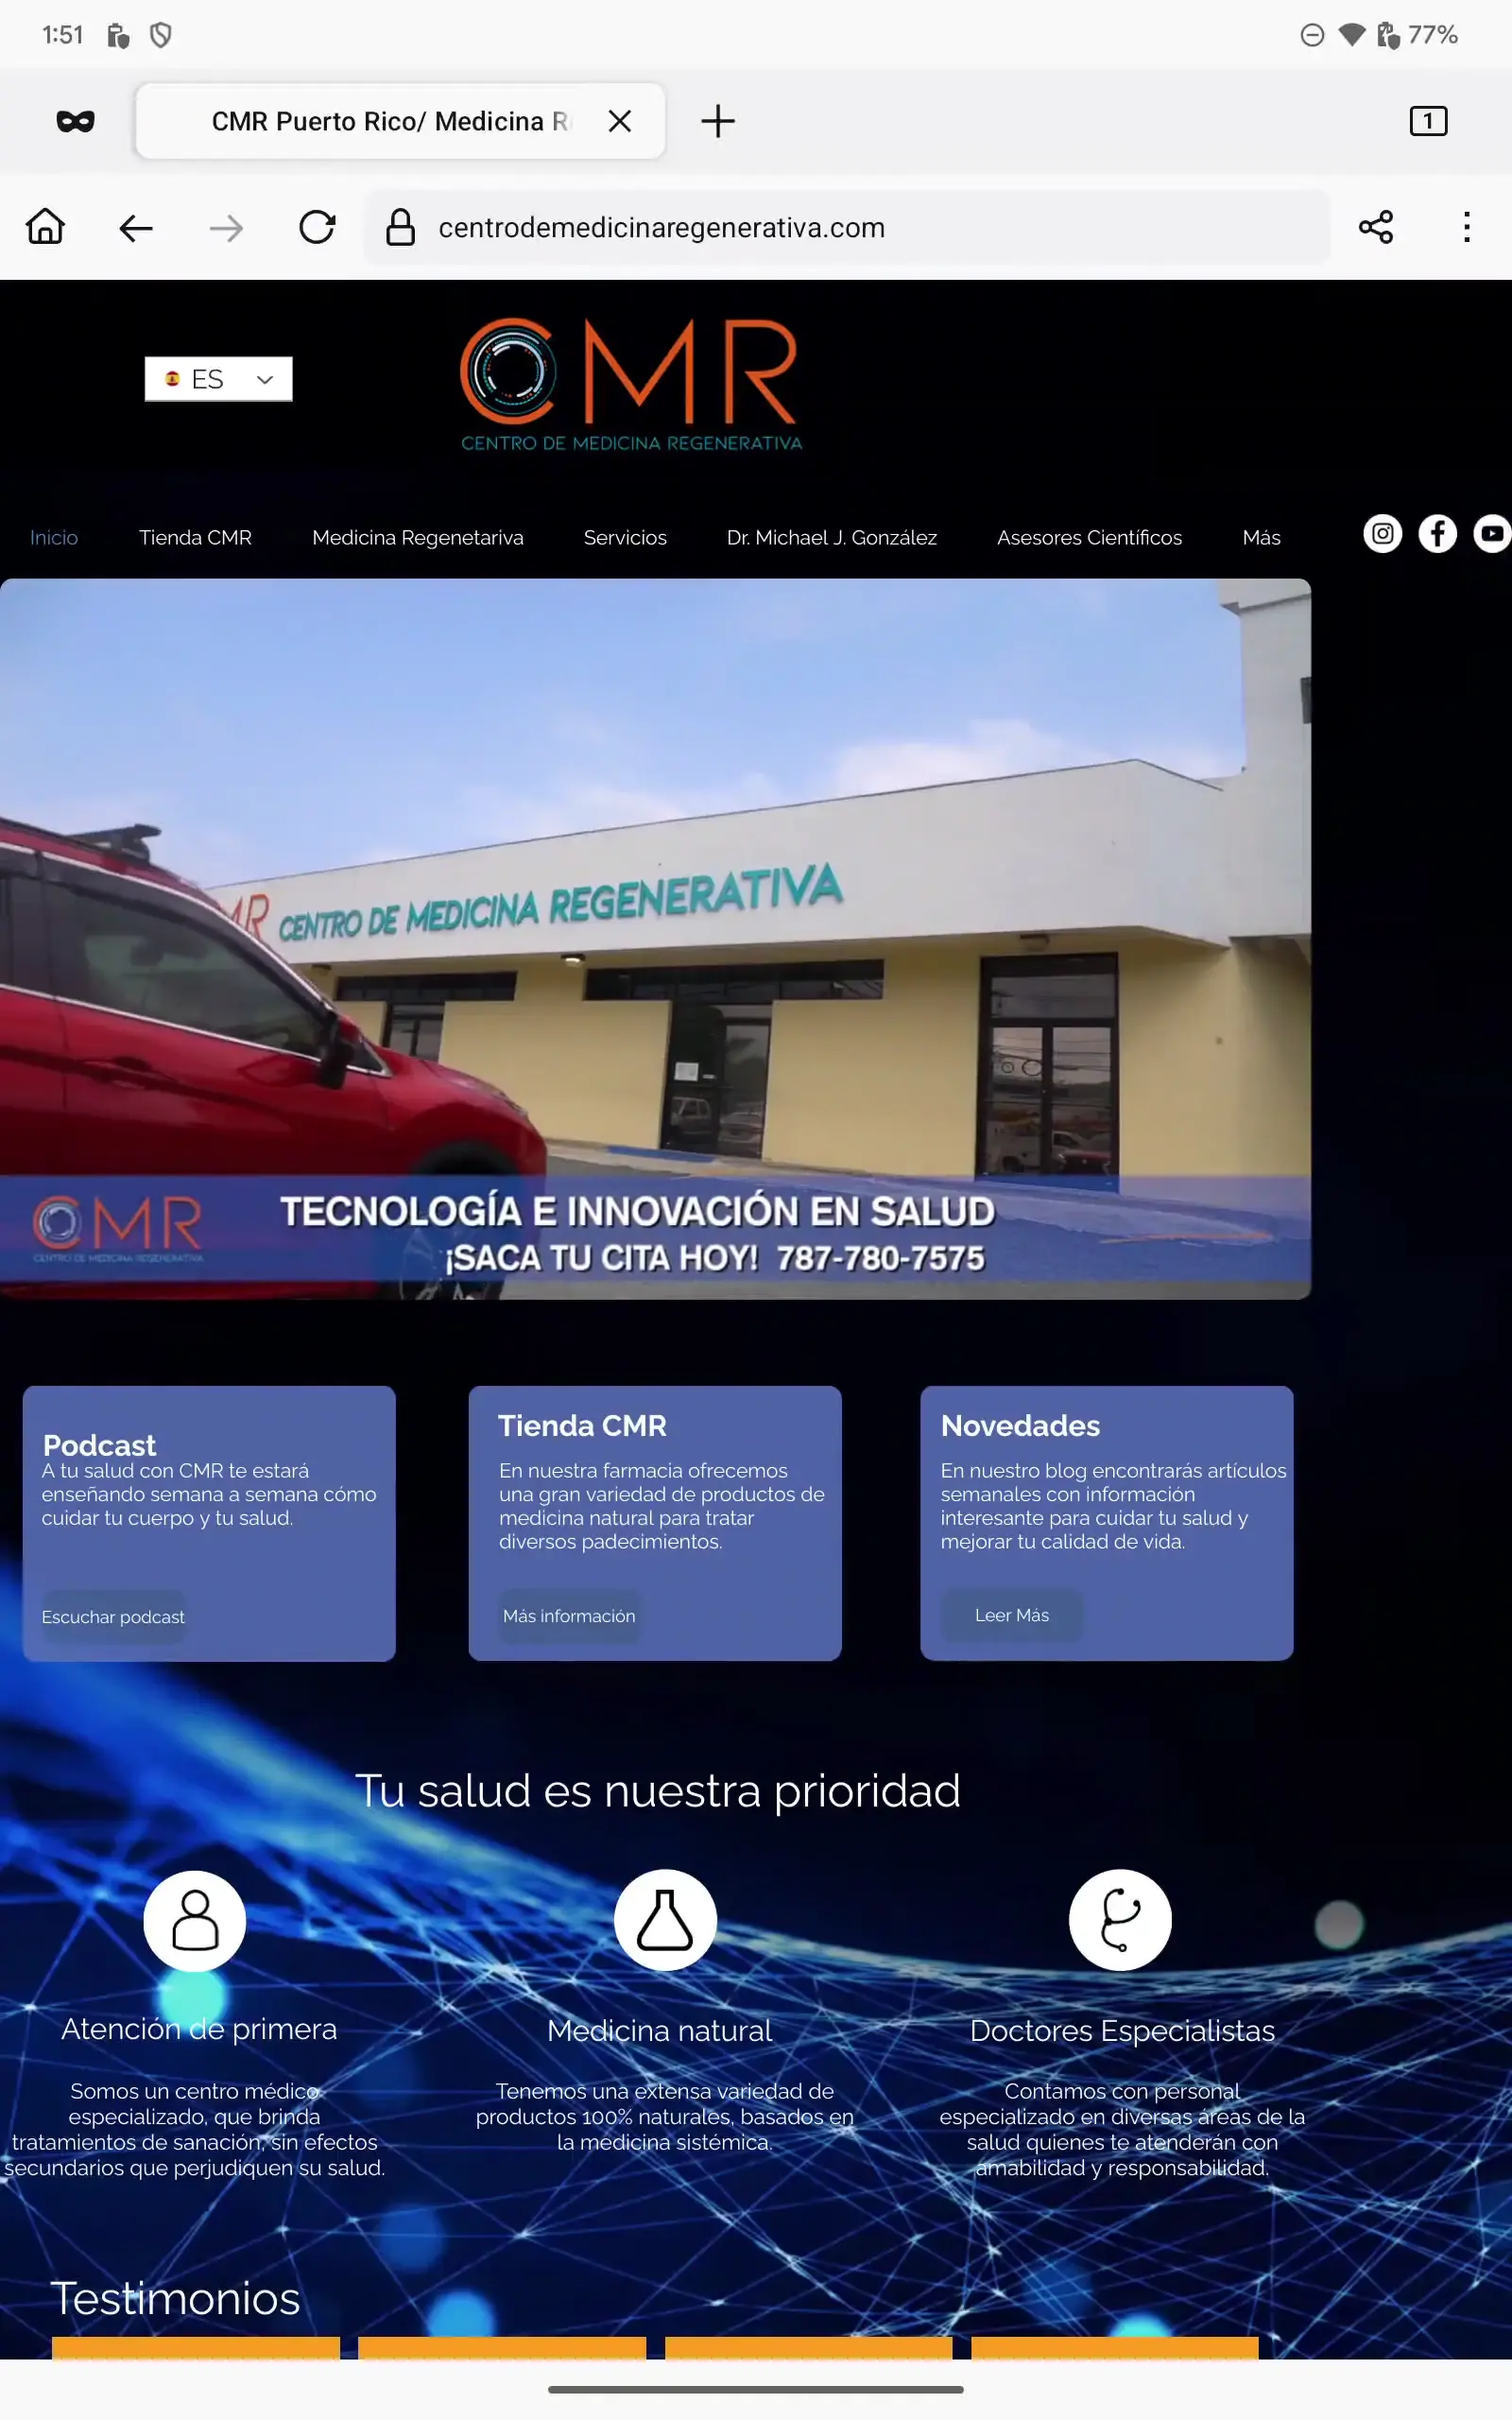 1:51
77%
CMR Puerto Rico/ Medicina R
1
centrodemedicinaregenerativa.com
ES
CMR
CENTRO DE MEDICINA REGENERATIVA
Inicio
Tienda CMR
Medicina Regenetariva
Servicios
Dr. Michael J. González
Asesores Científicos
Más
MR CENTRO DE MEDICINA REGENERATIVA
CMR
CENTRO DE MEDICINA REGENERATIVA
TECNOLOGÍA E INNOVACIÓN EN SALUD
¡SACA TU CITA HOY! 787-780-7575
Podcast
A tu salud con CMR te estará
enseñando semana a semana cómo
cuidar tu cuerpo y tu salud.
Escuchar podcast
Tienda CMR
En nuestra farmacia ofrecemos
una gran variedad de productos de
medicina natural para tratar
diversos padecimientos.
Más información
Novedades
En nuestro blog encontrarás artículos
semanales con información
interesante para cuidar tu salud y
mejorar tu calidad de vida.
Leer Más
Tu salud es nuestra prioridad
Atención de primera
Somos un centro médico
especializado, que brinda
tratamientos de sanación, sin efectos
secundarios que perjudiquen su salud.
Medicina natural
Tenemos una extensa variedad de
productos 100% naturales, basados en
la medicina sistémica.
Doctores Especialistas
Contamos con personal
especializado en diversas áreas de la
salud quienes te atenderán con
amabilidad y responsabilidad.
Testimonios